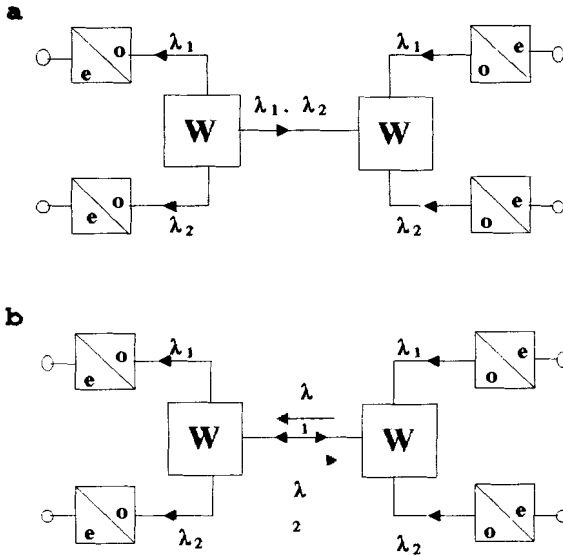 a
o λ₁ λ₁ e
e o
λ₁ . λ₂
W W
o e
e λ₂ λ₂ o
b
o λ₁ λ₁ e
e λ o
1
W W
λ
o e
e λ₂ 2 λ₂ o